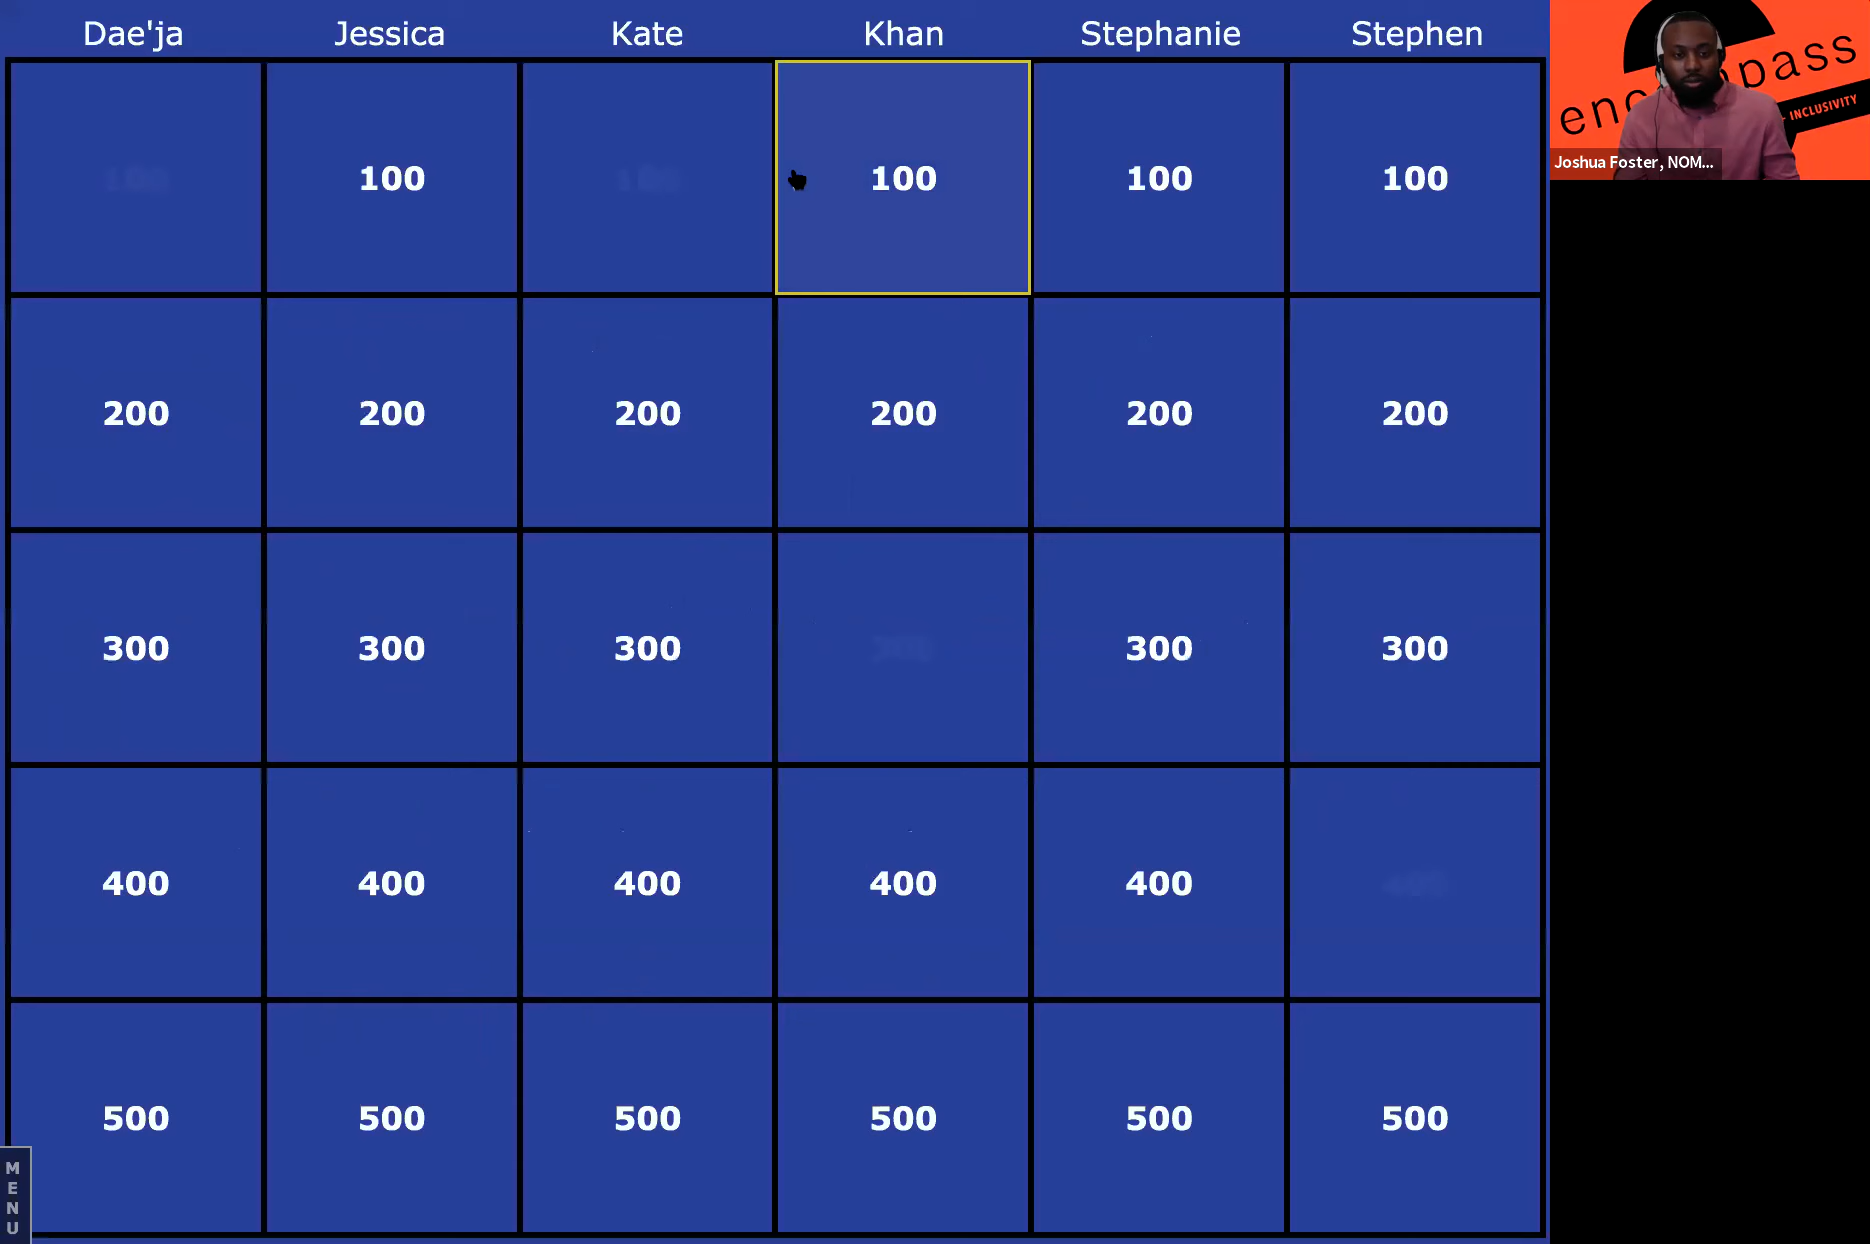 Dae'ja Jessica Kate Khan Stephanie Stephen
100 100 100 100
200 200 200 200 200 200
300 300 300 300 300
400 400 400 400 400
500 500 500 500 500 500
MENU
pass
INCLUSIVITY
Joshua Foster, NOM...